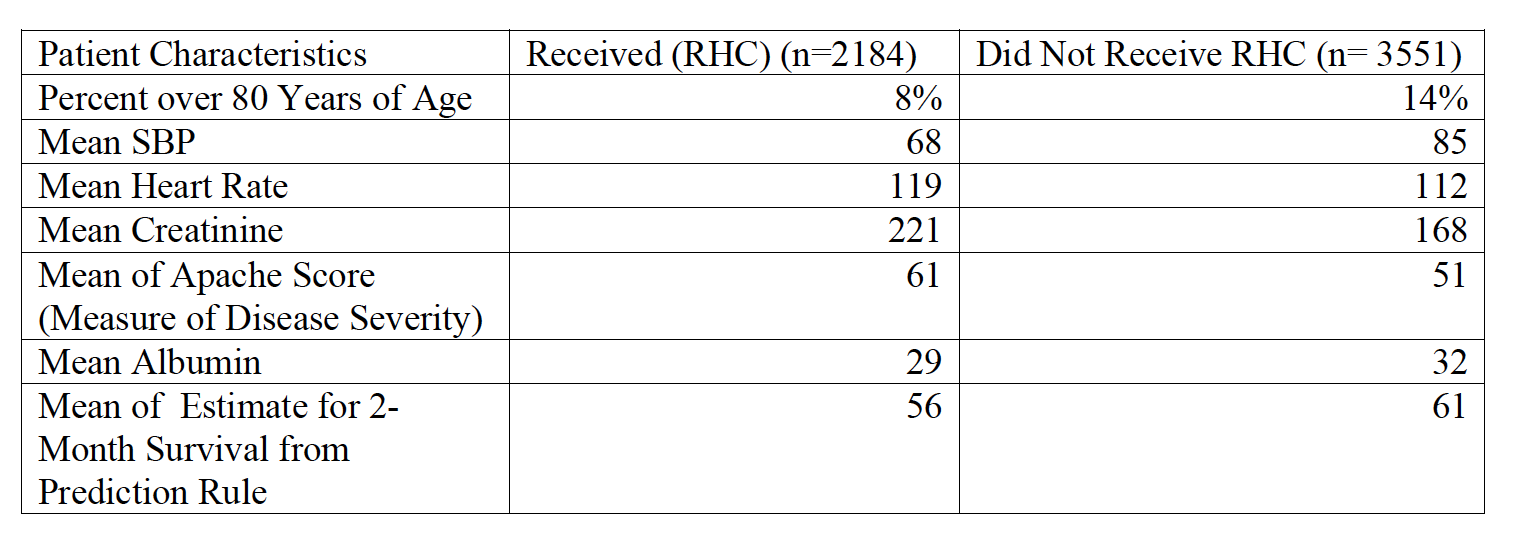 Patient Characteristics Received (RHC) (n=2184) Did Not Receive RHC (n= 3551)
Percent over 80 Years of Age 8% 14%
Mean SBP 68 85
Mean Heart Rate 119 112
Mean Creatinine 221 168
Mean of Apache Score 61 51
(Measure of Disease Severity)
Mean Albumin 29 32
Mean of Estimate for 2- 56 61
Month Survival from
Prediction Rule